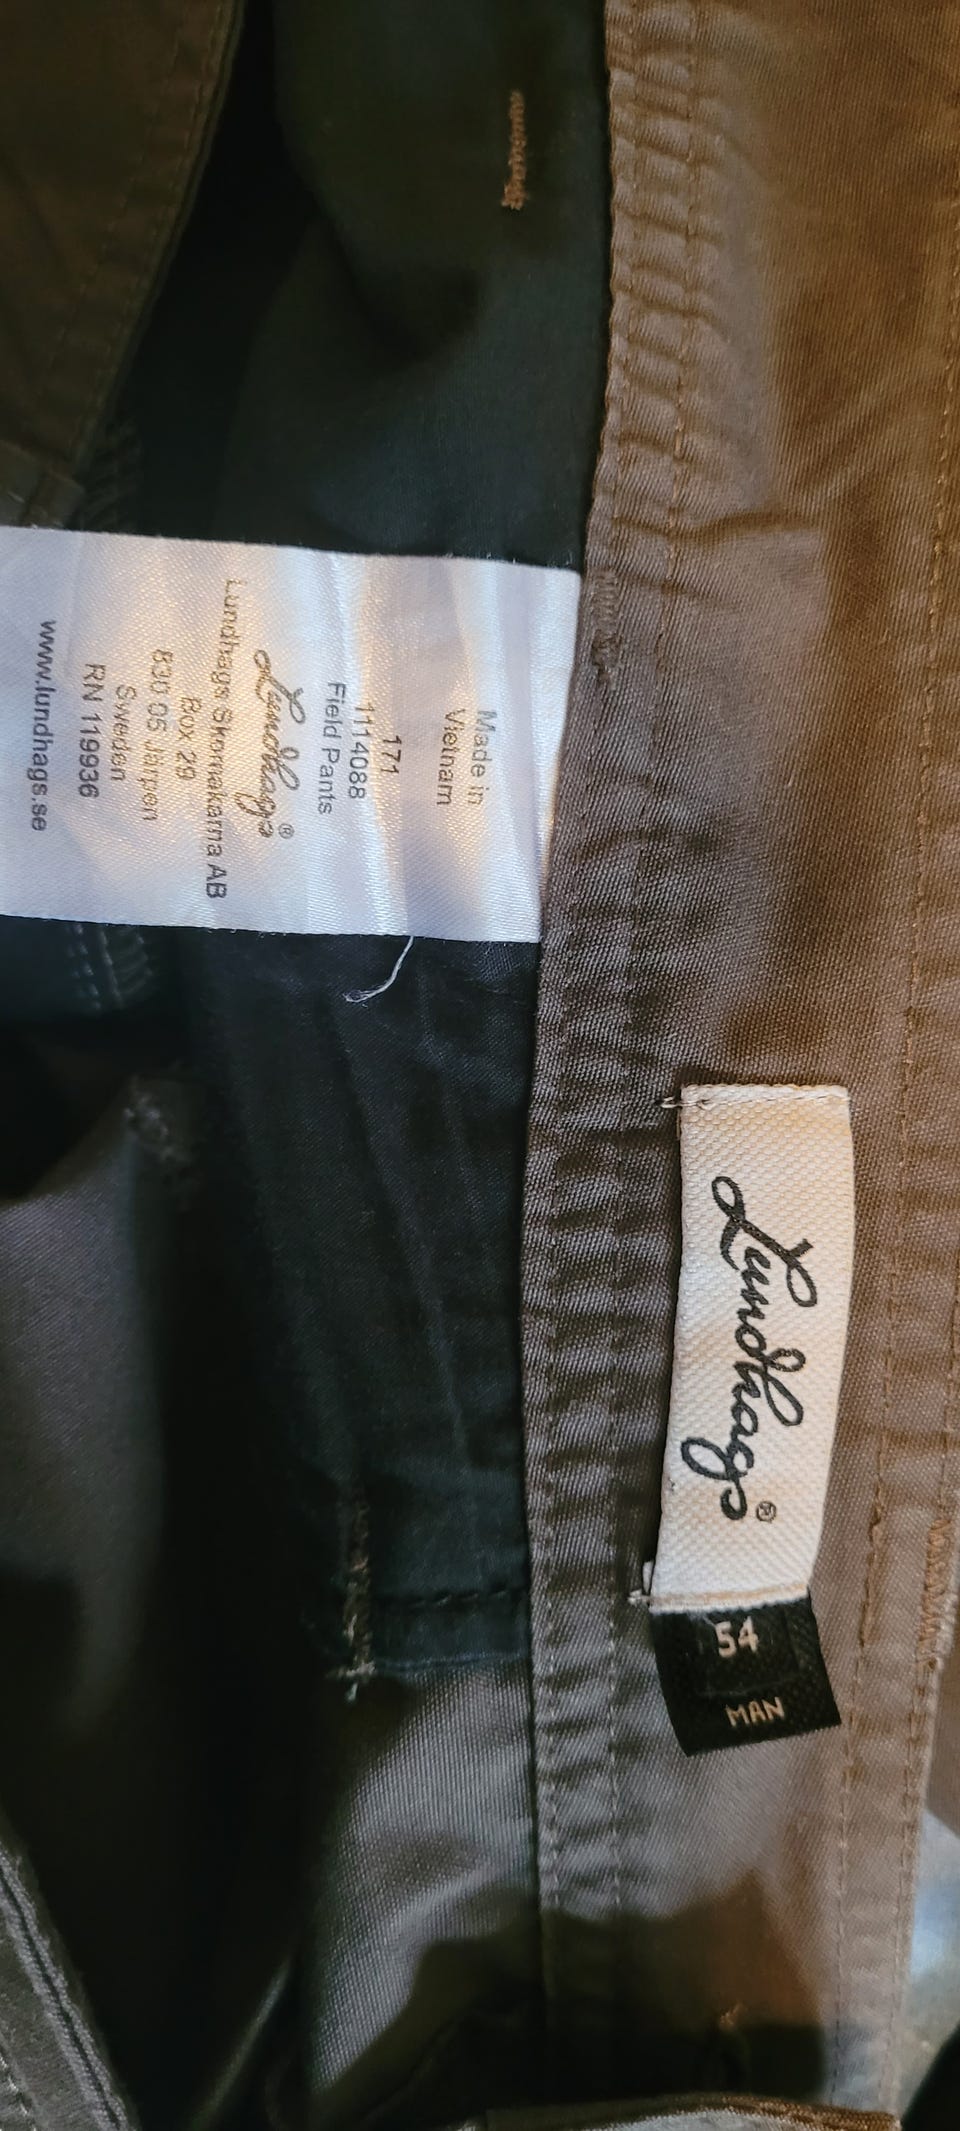 Made in
Vietnam
171
1114088
Field Pants
Lundhags®
Lundhags Skomakarna AB
Box 29
830 05 Järpen
Sweden
RN 119936
www.lundhags.se
Lundhags®
54
MAN